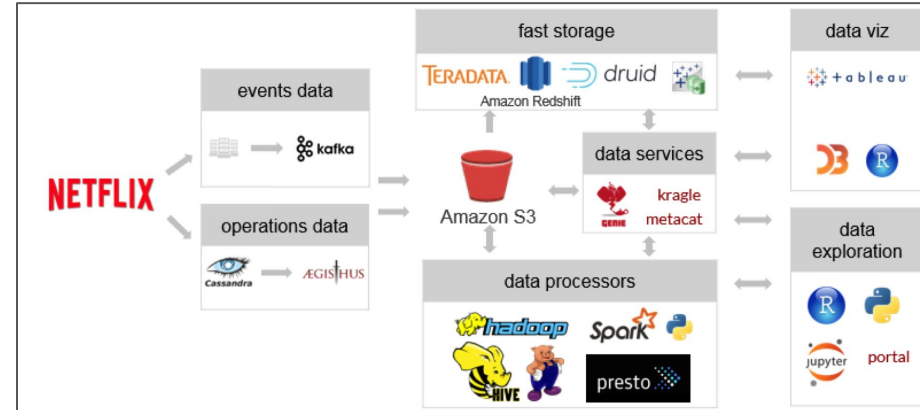 NETFLIX
events data
kafka
operations data
Cassandra
ÆGISTHUS
fast storage
TERADATA.
Amazon Redshift
druid
Amazon S3
data services
GENIE
kragle
metacat
data processors
hadoop
Spark
HIVE
presto
data viz
+ableau
D3
R
data
exploration
R
jupyter
portal